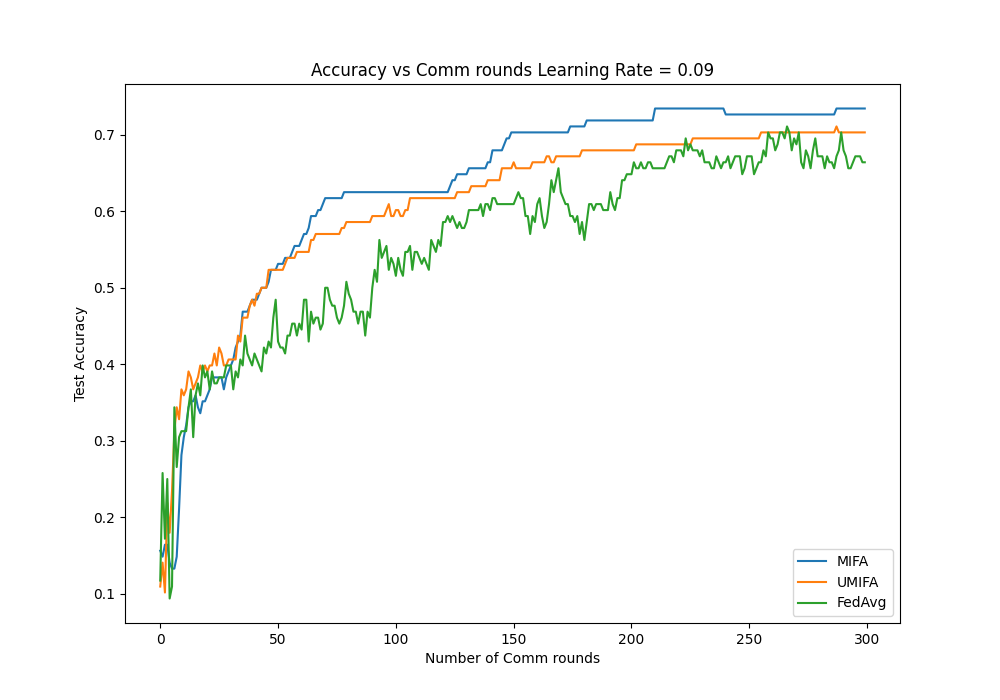 Accuracy vs Comm rounds Learning Rate = 0.09
Test Accuracy
0.7
0.6
0.5
0.4
0.3
0.2
0.1
MIFA
UMIFA
FedAvg
0 50 100 150 200 250 300
Number of Comm rounds